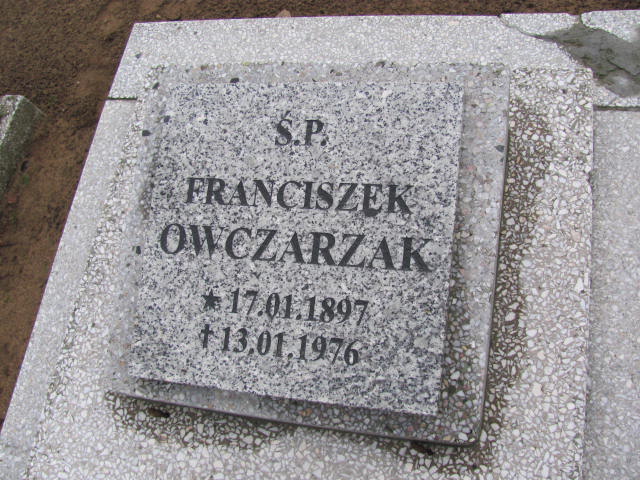 Ś.P.
FRANCISZEK
OWCZARZAK
★ 17.01.1897
✝ 13.01.1976